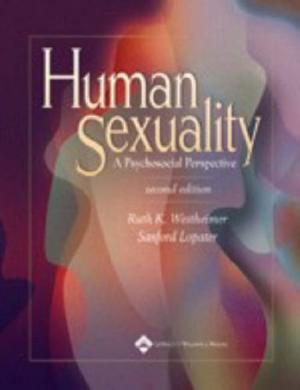 Human
Sexuality
A Psychosocial Perspective
second edition
Ruth K. Westheimer
Sanford Lopater